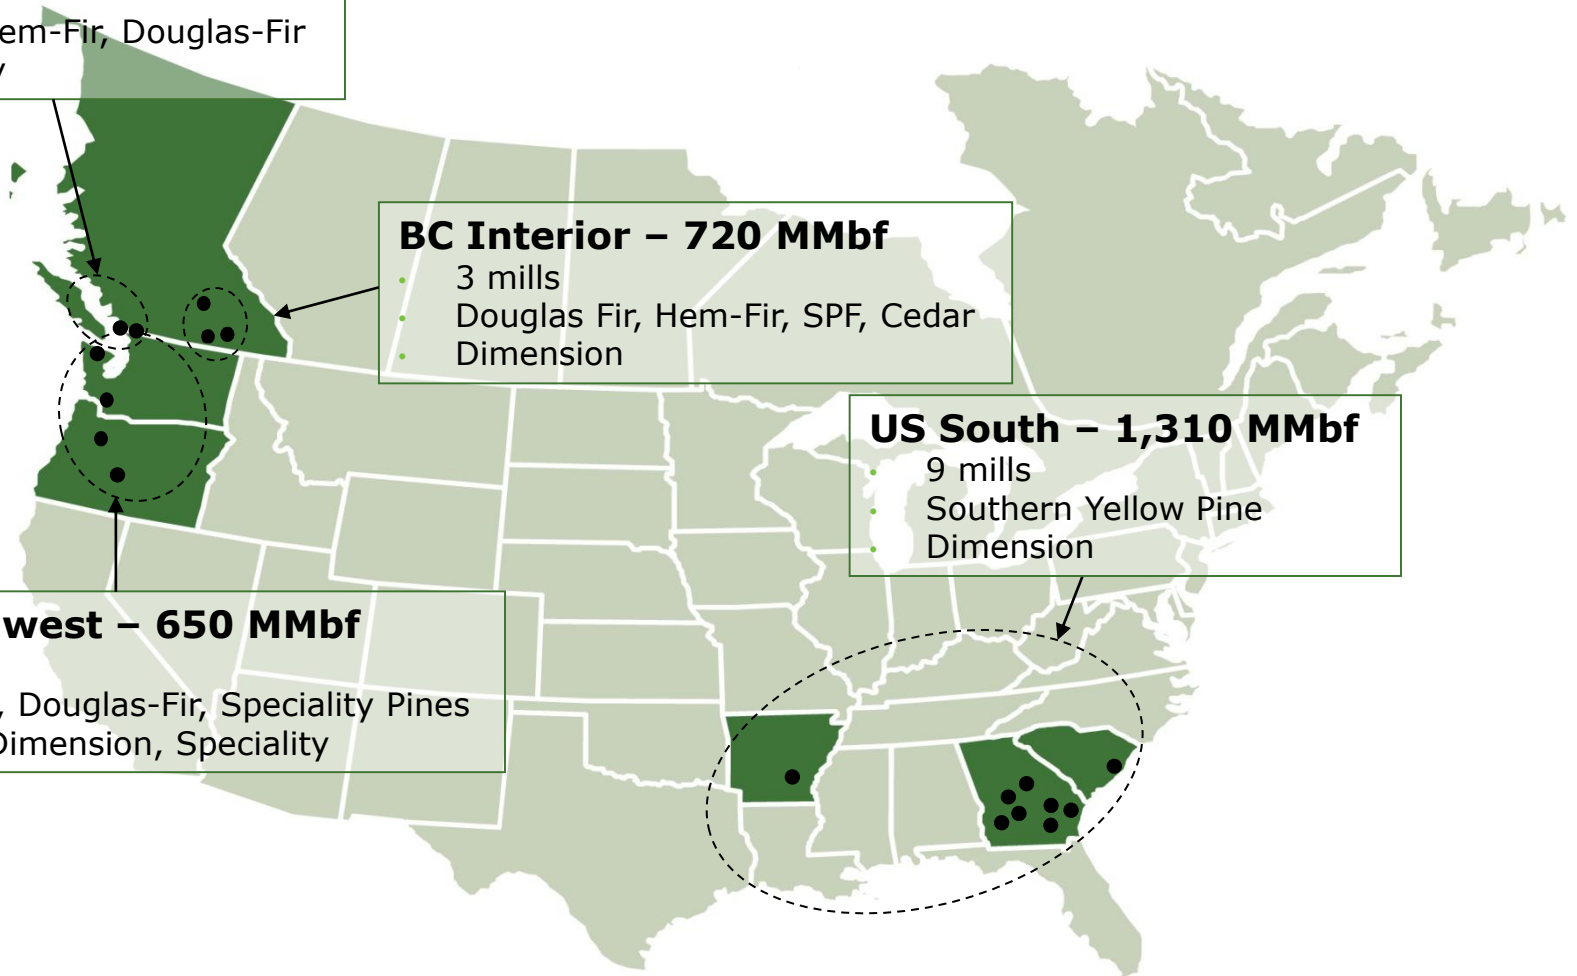 em-Fir, Douglas-Fir
BC Interior – 720 MMbf
3 mills
Douglas Fir, Hem-Fir, SPF, Cedar
Dimension
US South – 1,310 MMbf
9 mills
Southern Yellow Pine
Dimension
west – 650 MMbf
, Douglas-Fir, Speciality Pines
Dimension, Speciality